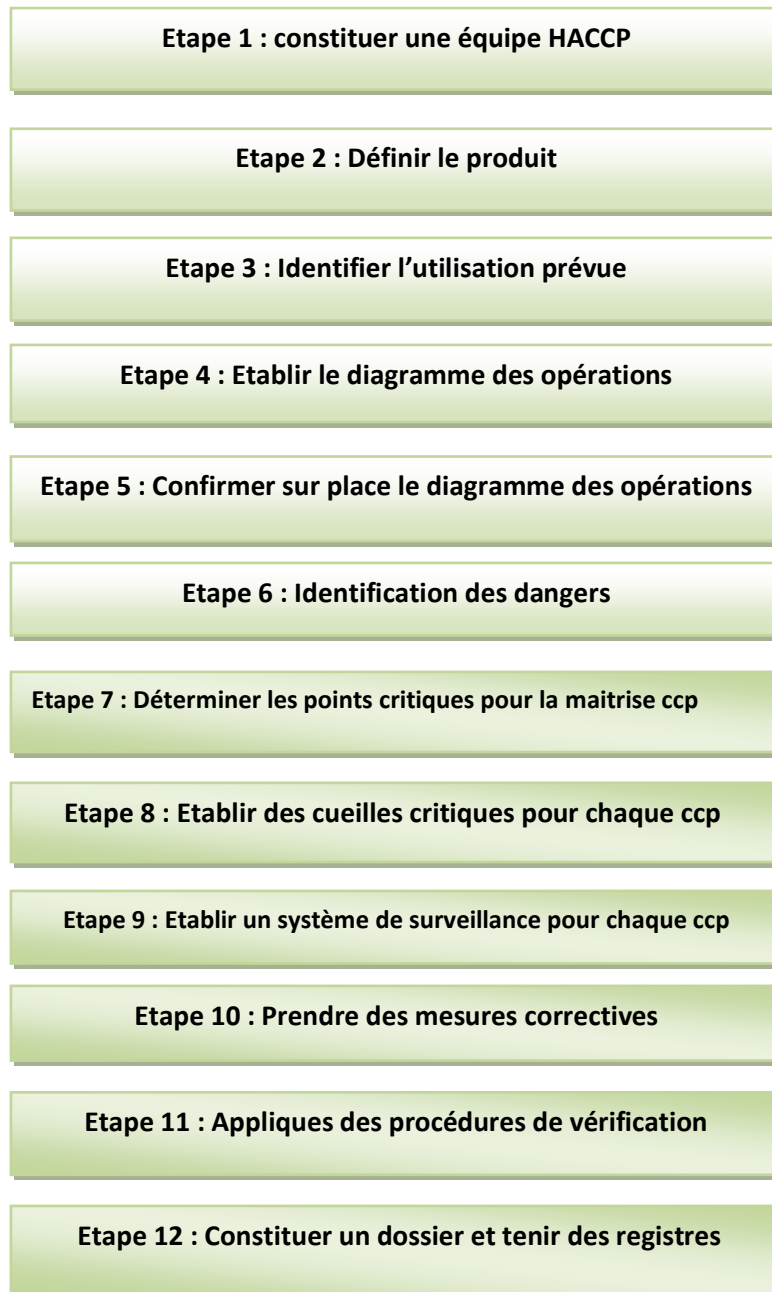 Etape 1 : constituer une équipe HACCP
Etape 2 : Définir le produit
Etape 3 : Identifier l’utilisation prévue
Etape 4 : Etablir le diagramme des opérations
Etape 5 : Confirmer sur place le diagramme des opérations
Etape 6 : Identification des dangers
Etape 7 : Déterminer les points critiques pour la maitrise ccp
Etape 8 : Etablir des cueilles critiques pour chaque ccp
Etape 9 : Etablir un système de surveillance pour chaque ccp
Etape 10 : Prendre des mesures correctives
Etape 11 : Appliques des procédures de vérification
Etape 12 : Constituer un dossier et tenir des registres